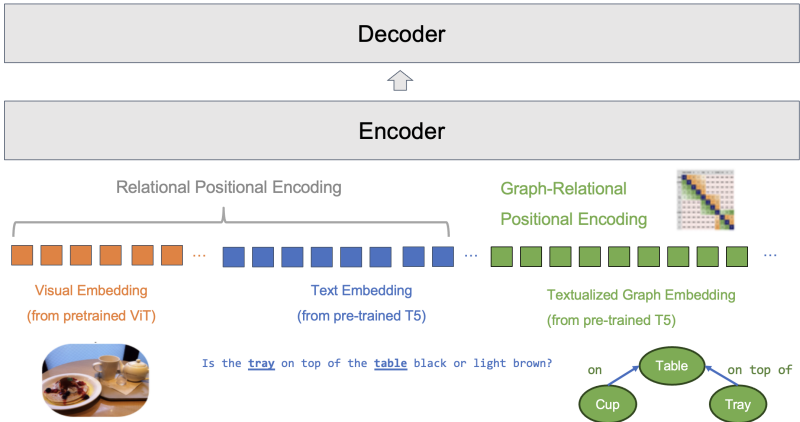 Decoder
Encoder
Relational Positional Encoding
Graph-Relational
Positional Encoding
...
...
...
Visual Embedding
(from pretrained ViT)
Text Embedding
(from pre-trained T5)
Textualized Graph Embedding
(from pre-trained T5)
Is the tray on top of the table black or light brown?
on
Table
on top of
Cup
Tray